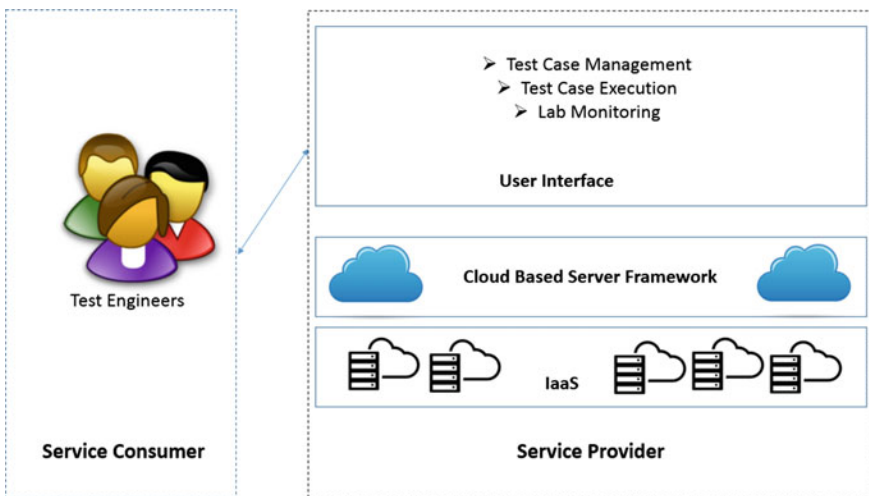 ➢ Test Case Management
➢ Test Case Execution
➢ Lab Monitoring
User Interface
Test Engineers
Cloud Based Server Framework
IaaS
Service Consumer
Service Provider